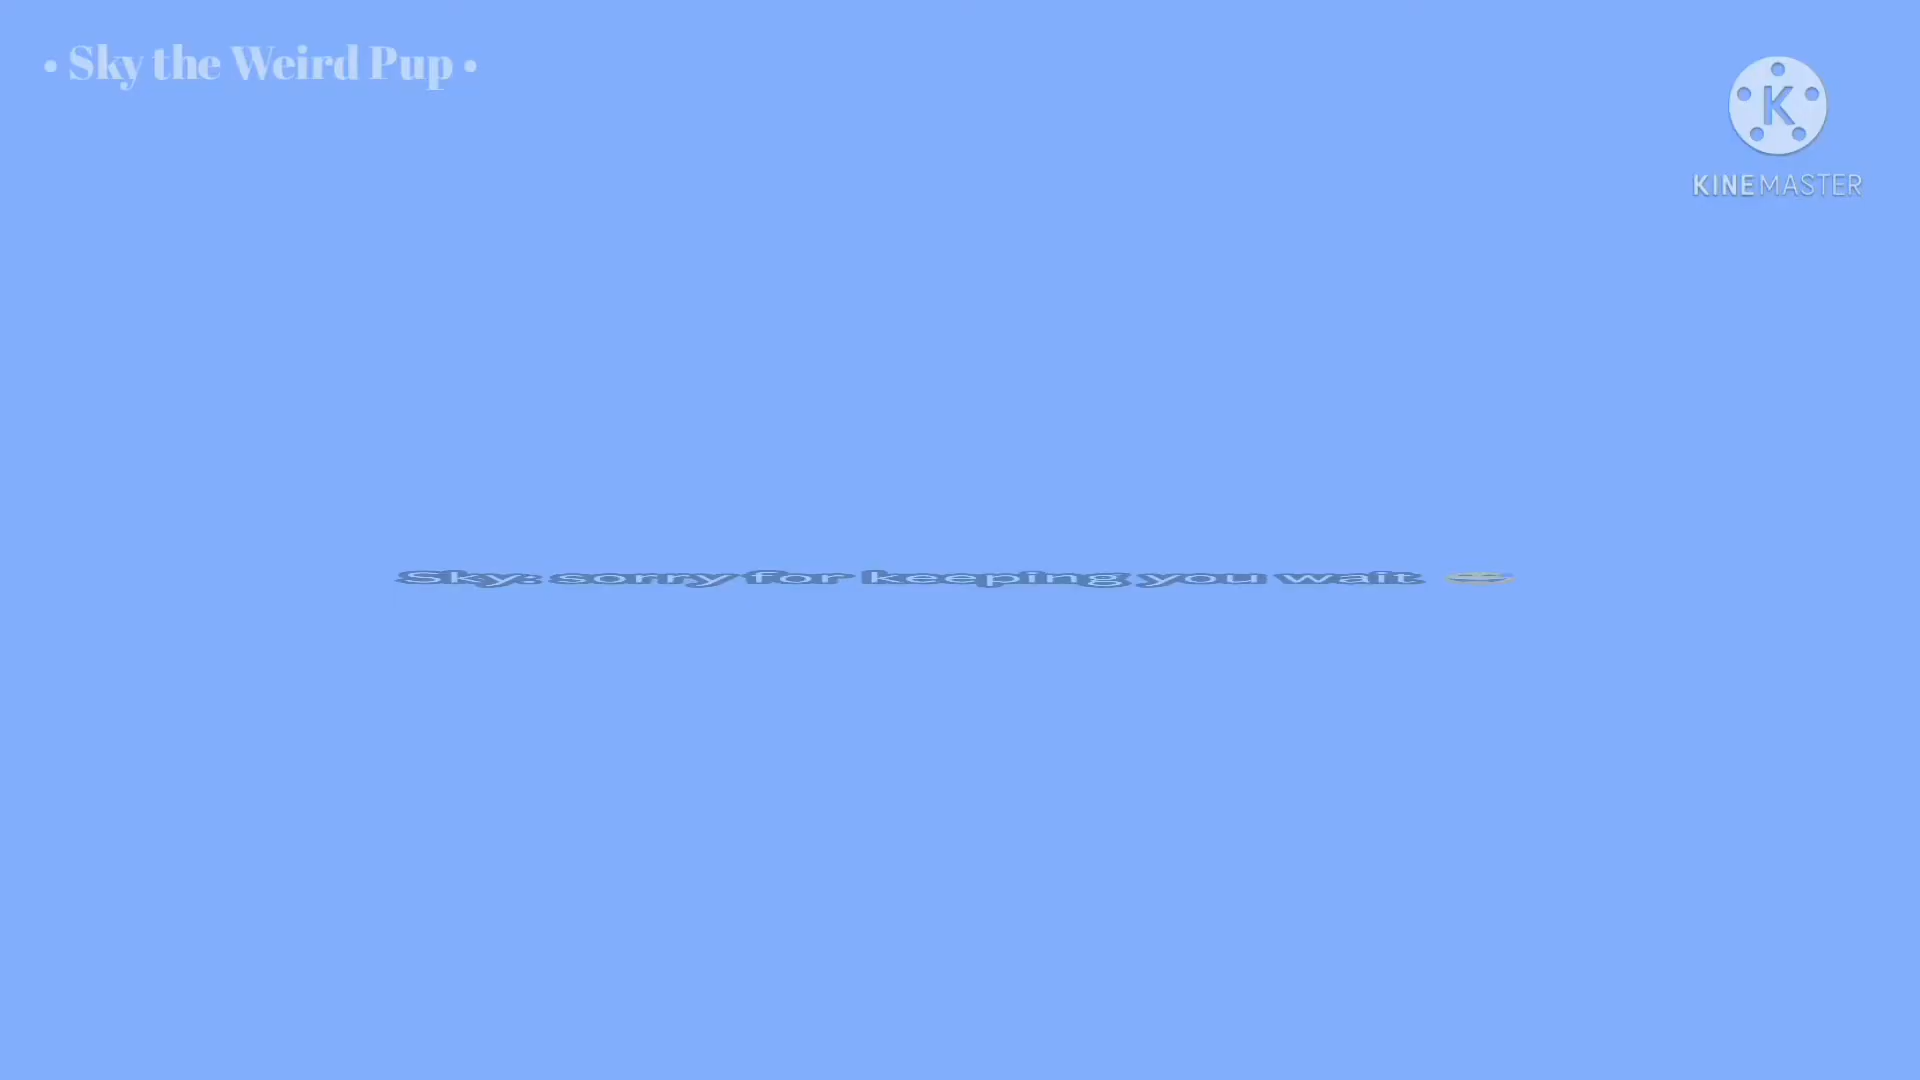 • Sky the Weird Pup •
K
KINEMASTER
Sky: sorry for keeping you wait